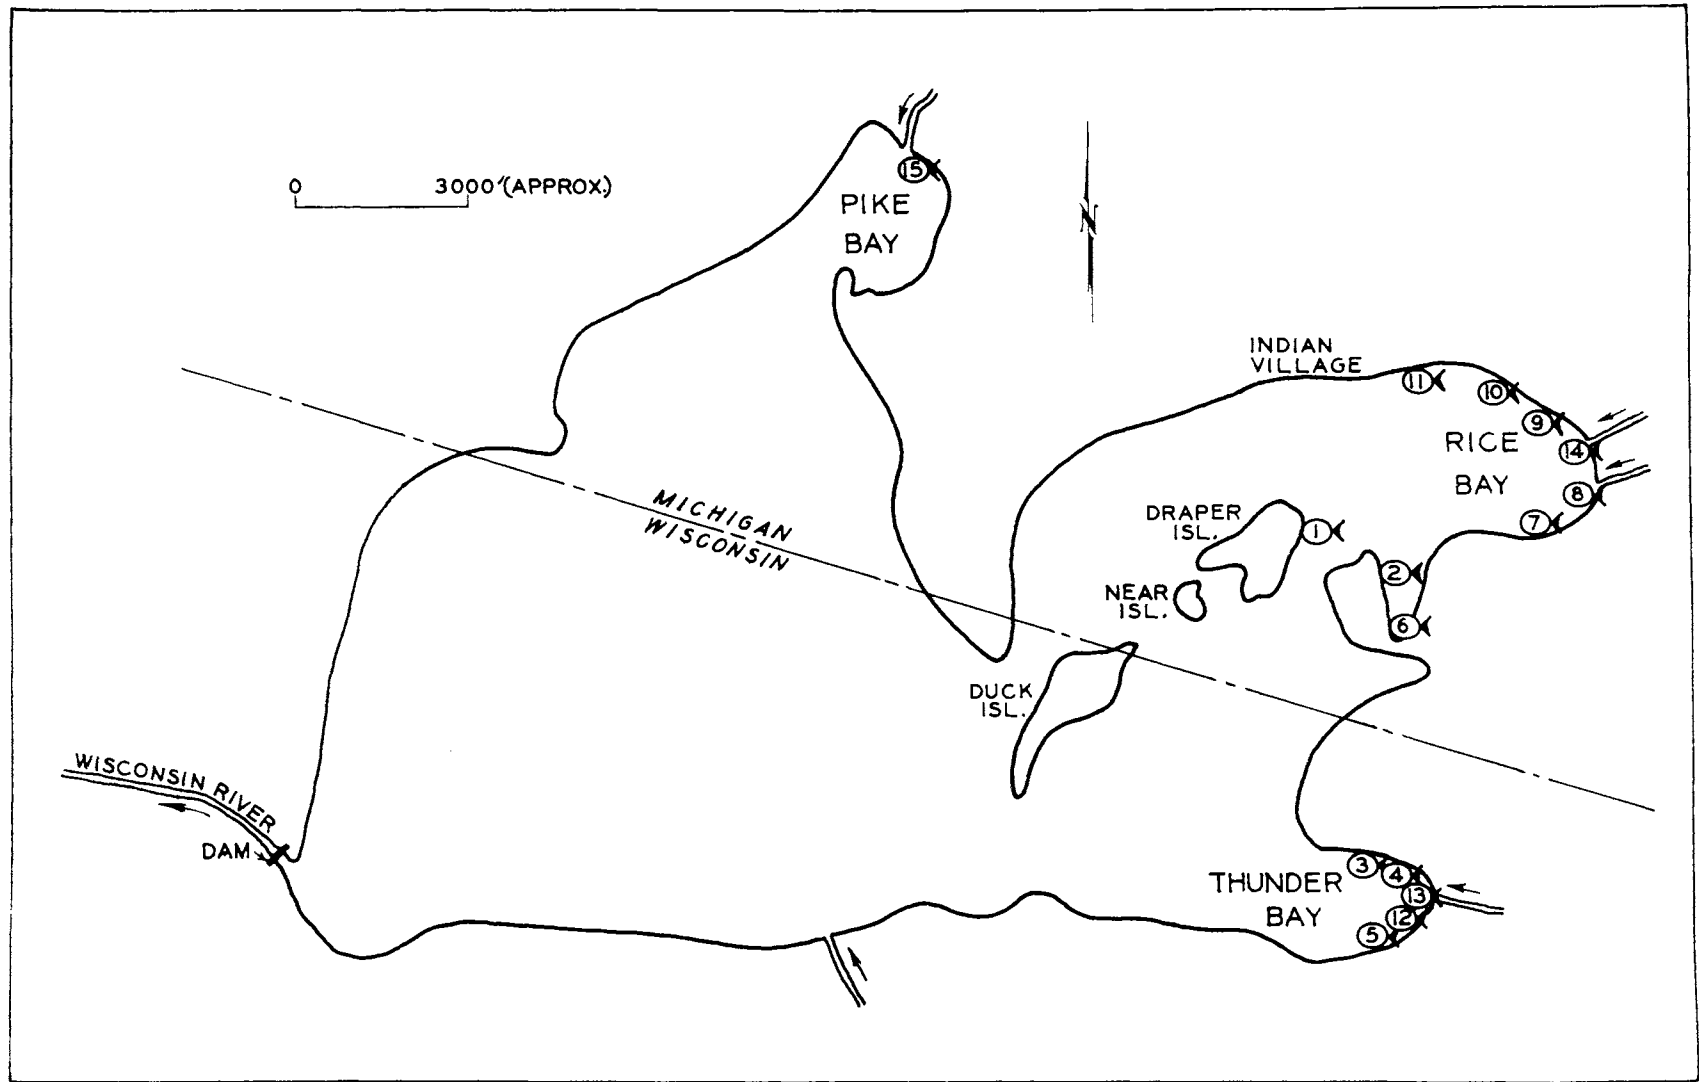 0 3000'(APPROX.)
15
PIKE
BAY
N
INDIAN
VILLAGE
11
10
9
RICE
14
BAY
8
7
MICHIGAN
WISCONSIN
DRAPER
ISL.
1
2
NEAR
ISL.
6
DUCK
ISL.
WISCONSIN RIVER
DAM
THUNDER
BAY
3
4
13
12
5